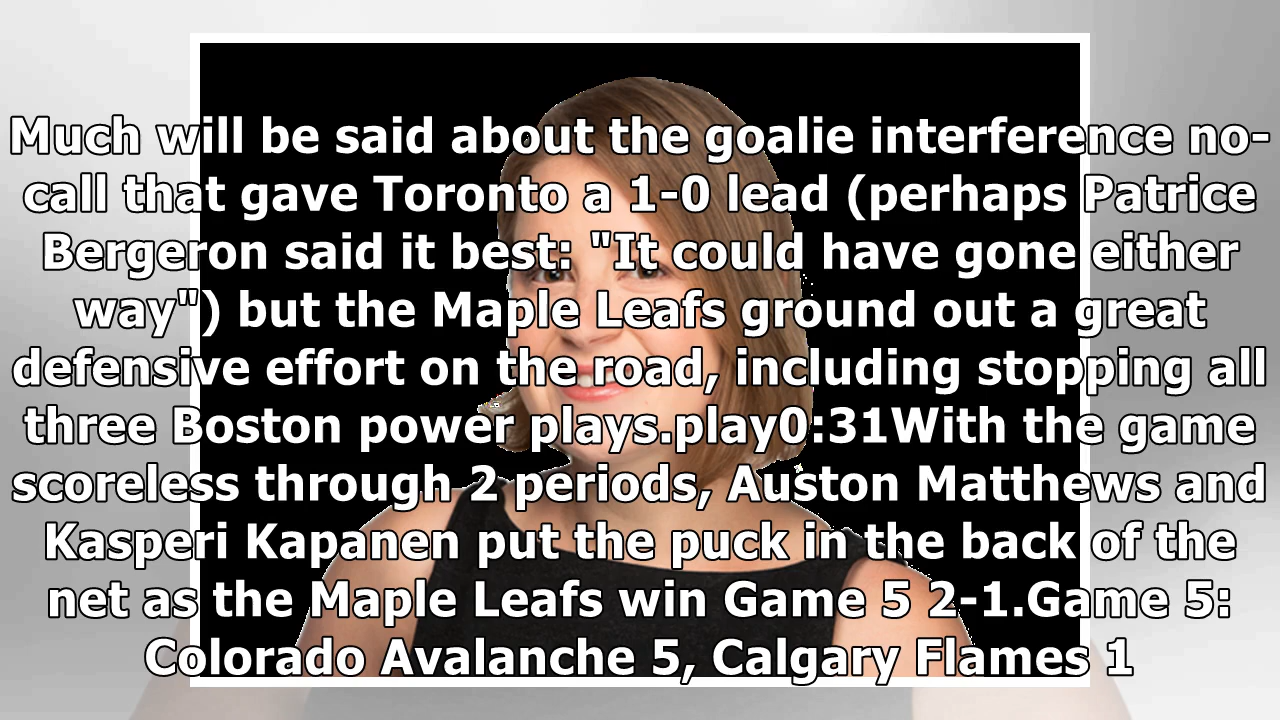 Much will be said about the goalie interference no-
call that gave Toronto a 1-0 lead (perhaps Patrice
Bergeron said it best: "It could have gone either
way") but the Maple Leafs ground out a great
defensive effort on the road, including stopping all
three Boston power plays.play0:31With the game
scoreless through 2 periods, Auston Matthews and
Kasperi Kapanen put the puck in the back of the
net as the Maple Leafs win Game 5 2-1.Game 5:
Colorado Avalanche 5, Calgary Flames 1